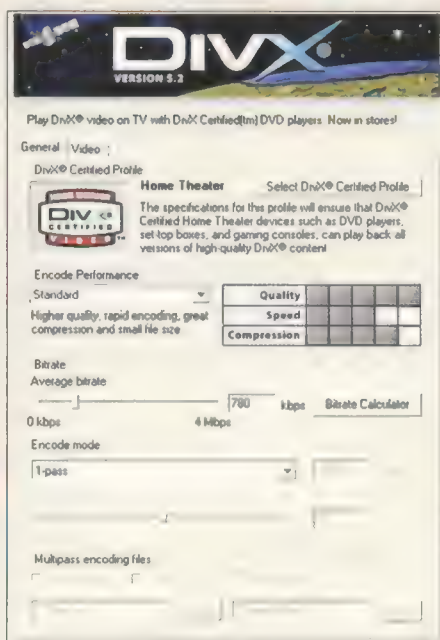 DIVX
VERSION 5.2
Play DivX® video on TV with DivX Certified(tm) DVD players. Now in stores!
General Video
DivX® Certified Profile
Home Theater
Select DivX® Certified Profile
DIV X
CERTIFIED
VIDEO™
The specifications for this profile will ensure that DivX®
Certified Home Theater devices such as DVD players,
set-top boxes, and gaming consoles, can play back all
versions of high-quality DivX® content
Encode Performance
Standard
Higher quality, rapid encoding, great
compression and small file size
Quality
Speed
Compression
Bitrate
Average bitrate
780 kbps
Bitrate Calculator
0 kbps 4 Mbps
Encode mode
1-pass
Multipass encoding files